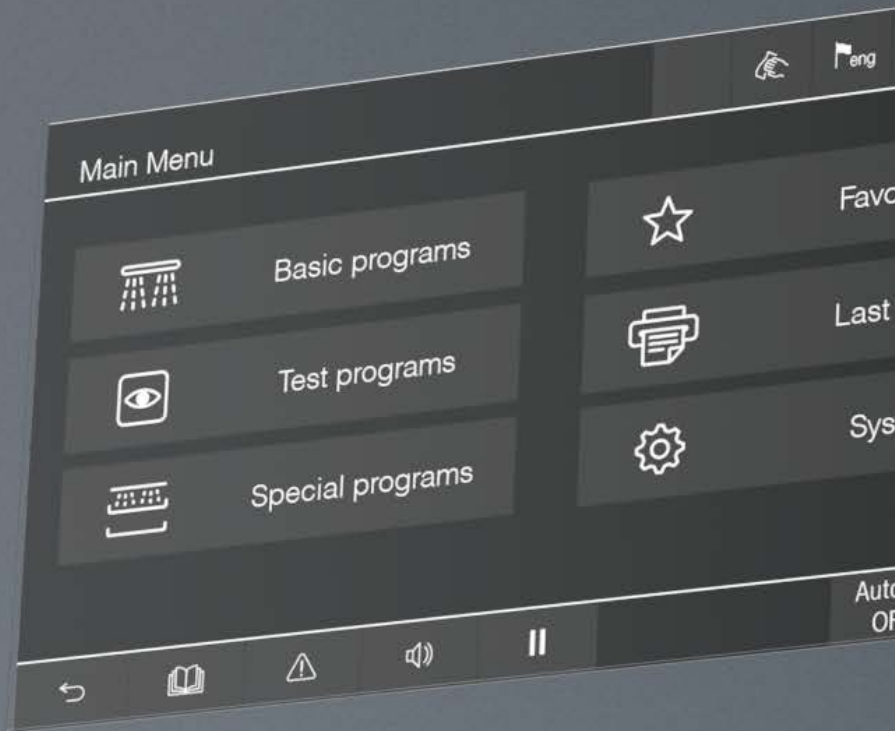 eng
Main Menu
Basic programs
Favo
Test programs
Last
Special programs
Sys
Auto
OF